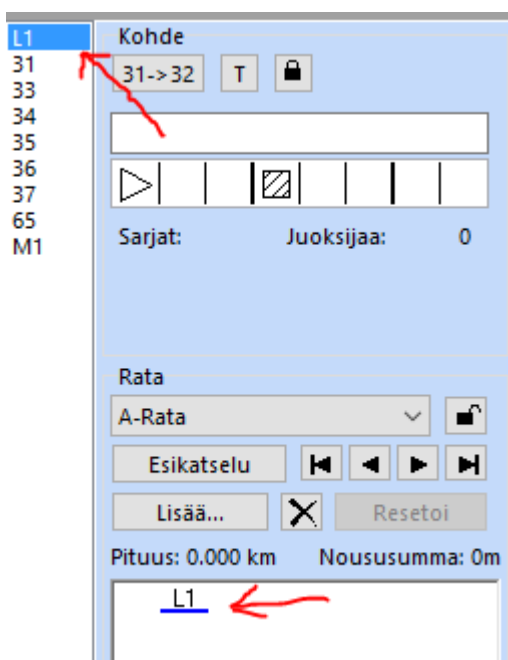 L1
31
33
34
35
36
37
65
M1
Kohde
31->32 T
Sarjat: Juoksijaa: 0
Rata
A-Rata
Esikatselu
Lisää... Resetoi
Pituus: 0.000 km Noususumma: 0m
L1